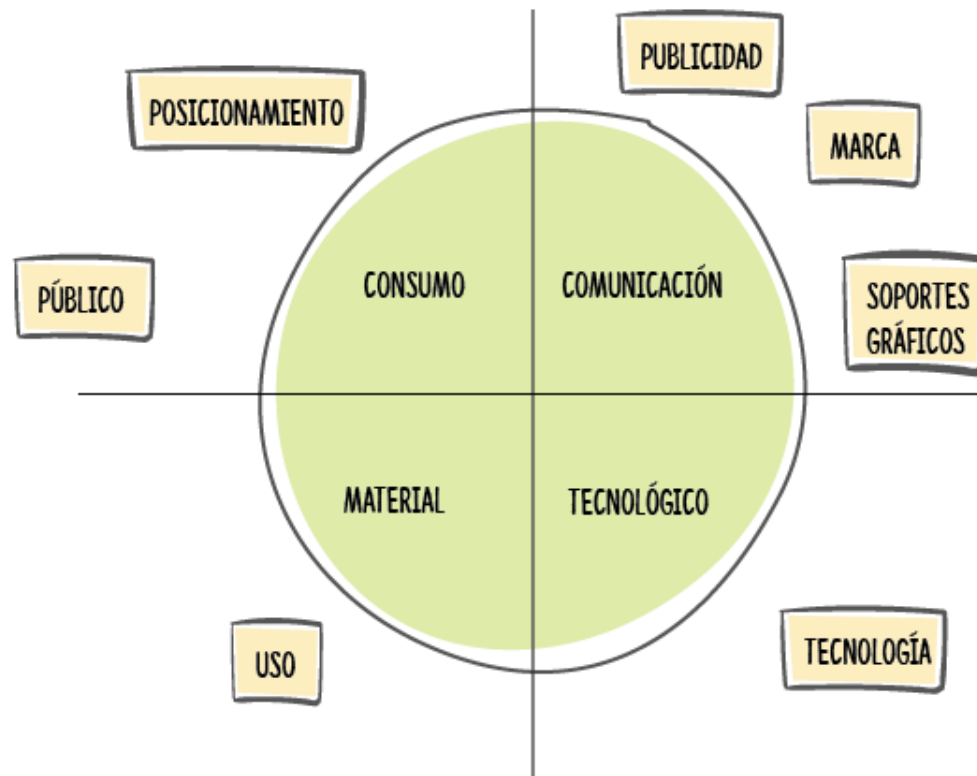 PUBLICIDAD
POSICIONAMIENTO
MARCA
PÚBLICO
CONSUMO
COMUNICACIÓN
SOPORTES
GRÁFICOS
MATERIAL
TECNOLÓGICO
USO
TECNOLOGÍA